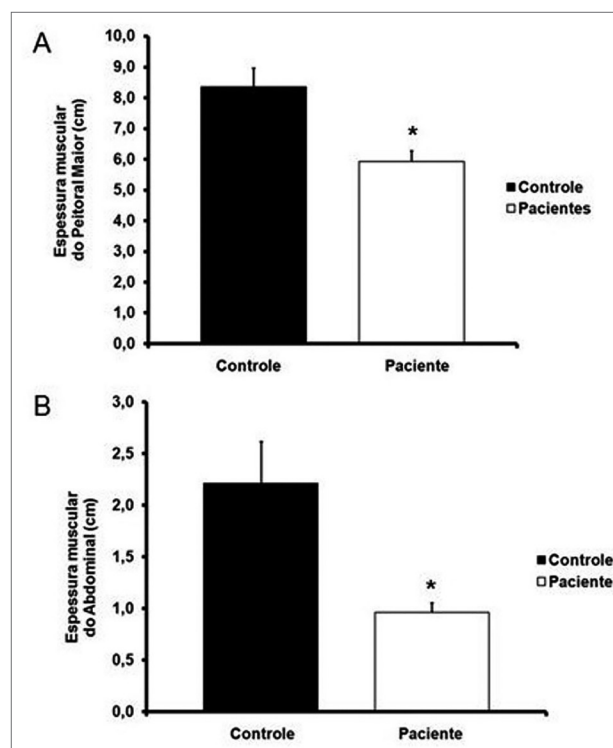 A
10,0
9,0
8,0
7,0
6,0
5,0
4,0
3,0
2,0
1,0
0,0
Espessura muscular
do Peitoral Maior (cm)
*
Controle
Pacientes
Controle
Paciente
B
3,0
2,5
2,0
1,5
1,0
0,5
0,0
Espessura muscular
do Abdominal (cm)
*
Controle
Paciente
Controle
Paciente